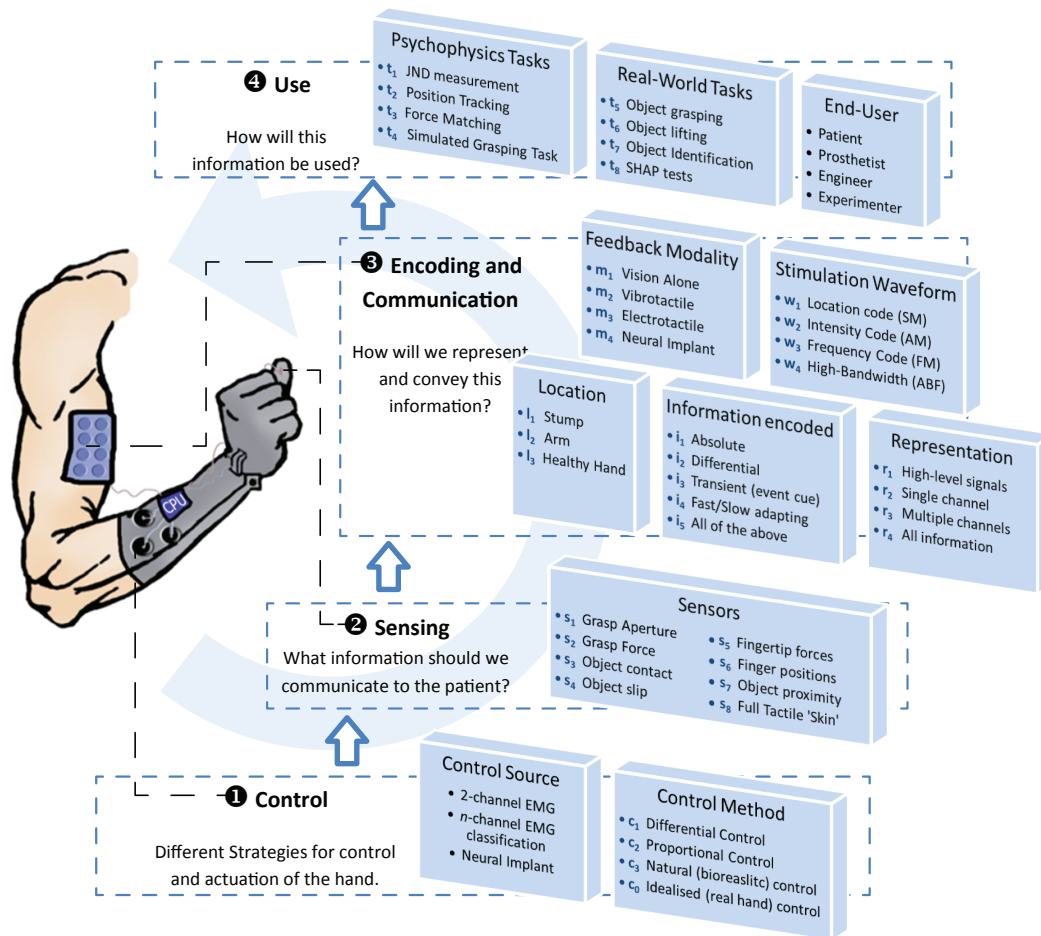 Psychophysics Tasks
• t1 JND measurement
• t2 Position Tracking
• t3 Force Matching
• t4 Simulated Grasping Task
Real-World Tasks
• t5 Object grasping
• t6 Object lifting
• t7 Object Identification
• t8 SHAP tests
End-User
• Patient
• Prosthetist
• Engineer
• Experimenter
❹ Use
How will this
information be used?
Feedback Modality
• m1 Vision Alone
• m2 Vibrotactile
• m3 Electrotactile
• m4 Neural Implant
Stimulation Waveform
• w1 Location code (SM)
• w2 Intensity Code (AM)
• w3 Frequency Code (FM)
• w4 High-Bandwidth (ABF)
❸ Encoding and
Communication
How will we represent
and convey this
information?
Location
• l1 Stump
• l2 Arm
• l3 Healthy Hand
Information encoded
• i1 Absolute
• i2 Differential
• i3 Transient (event cue)
• i4 Fast/Slow adapting
• i5 All of the above
Representation
• r1 High-level signals
• r2 Single channel
• r3 Multiple channels
• r4 All information
CPU
❷ Sensing
What information should we
communicate to the patient?
Sensors
• s1 Grasp Aperture
• s2 Grasp Force
• s3 Object contact
• s4 Object slip
• s5 Fingertip forces
• s6 Finger positions
• s7 Object proximity
• s8 Full Tactile 'Skin'
❶ Control
Different Strategies for control
and actuation of the hand.
Control Source
• 2-channel EMG
• n-channel EMG
classification
• Neural Implant
Control Method
• c1 Differential Control
• c2 Proportional Control
• c3 Natural (bioreaslitc) control
• c0 Idealised (real hand) control